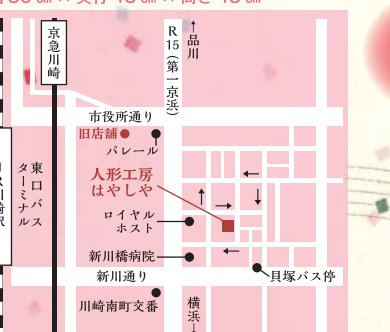 京急川崎
R15(第一京浜)
↑品川
市役所通り
旧店舗
パレール
人形工房
はやしや
東口バス
ターミナル
ロイヤル
ホスト
新川橋病院
新川通り
貝塚バス停
川崎南町交番
横浜↓